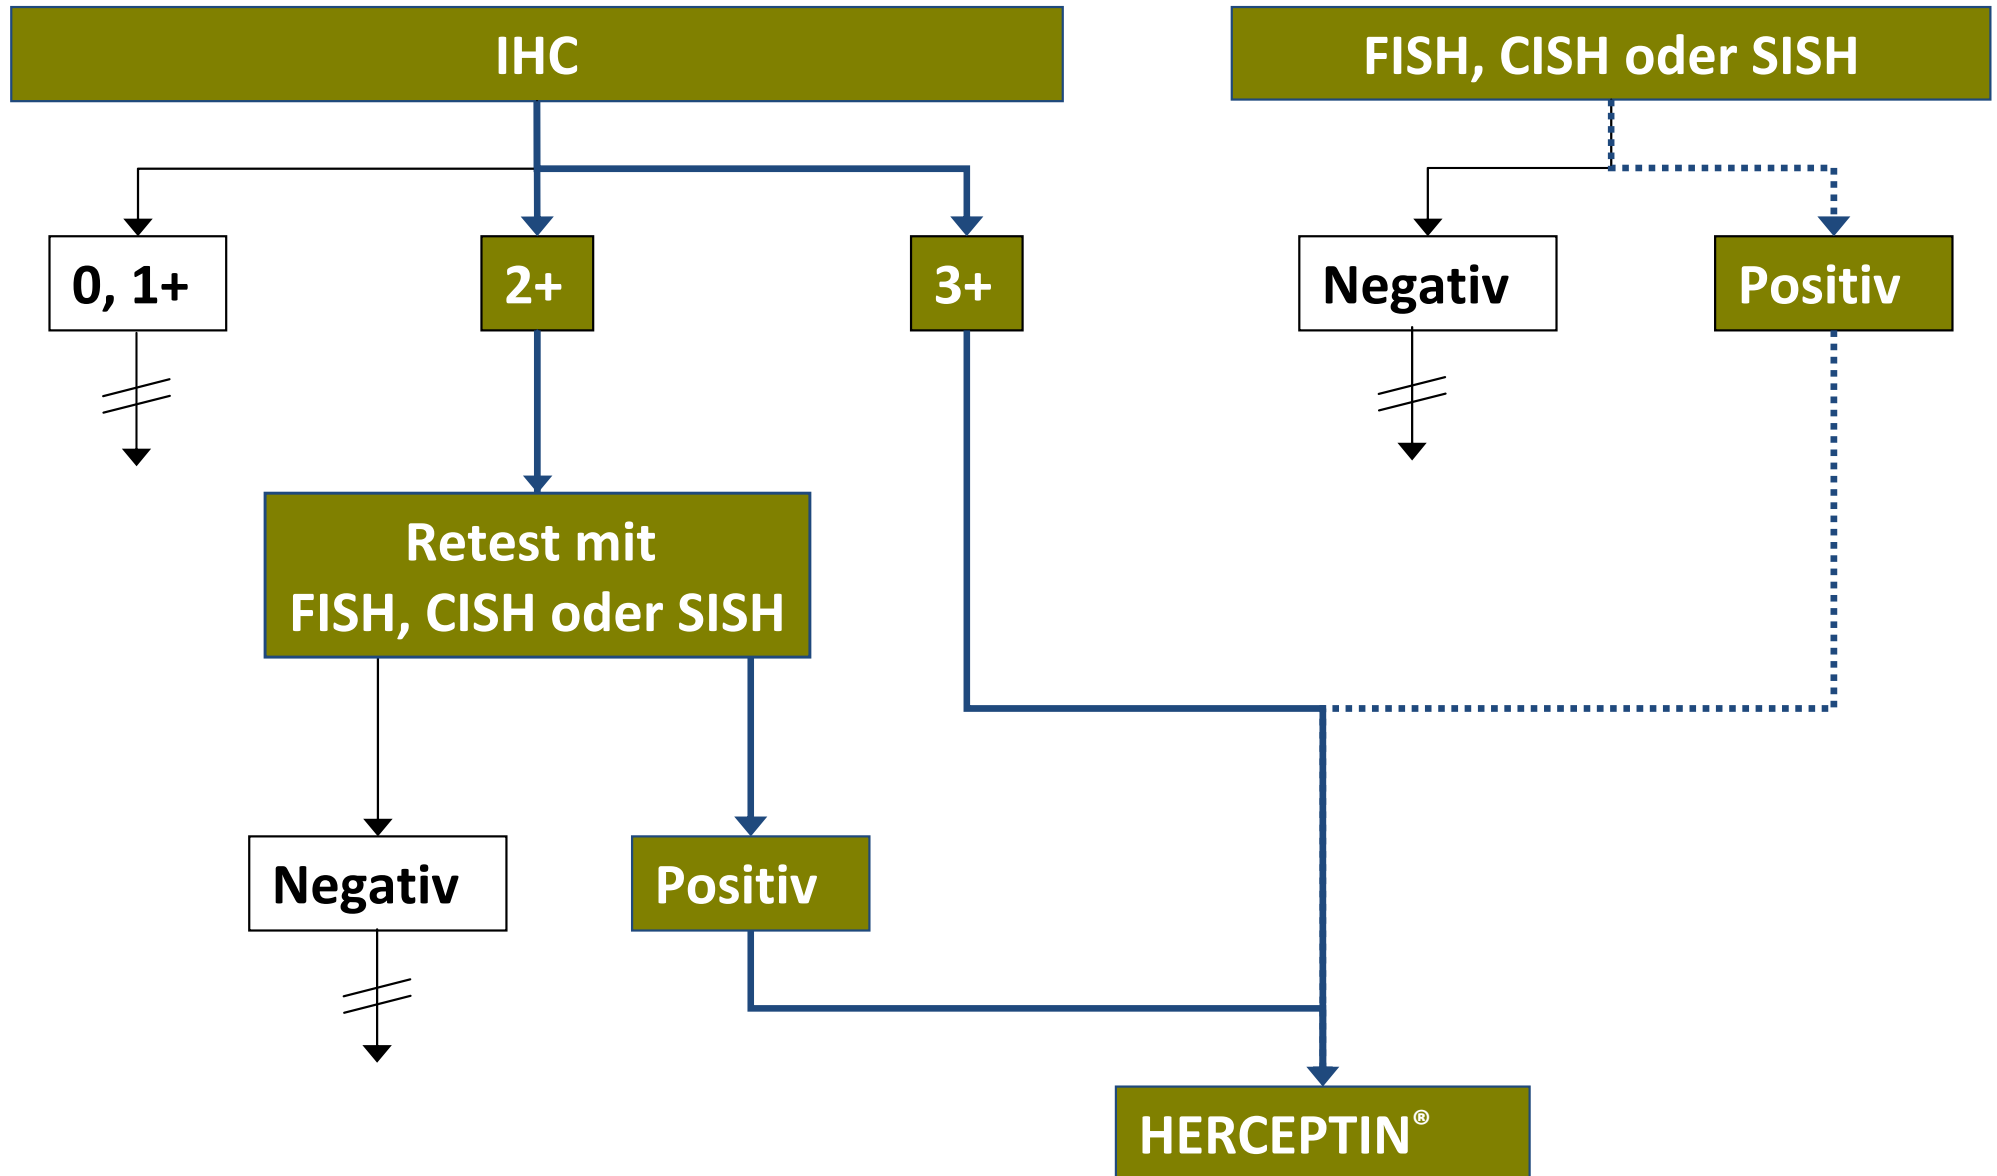 IHC
FISH, CISH oder SISH
0, 1+
2+
3+
Negativ
Positiv
Retest mit
FISH, CISH oder SISH
Negativ
Positiv
HERCEPTIN®